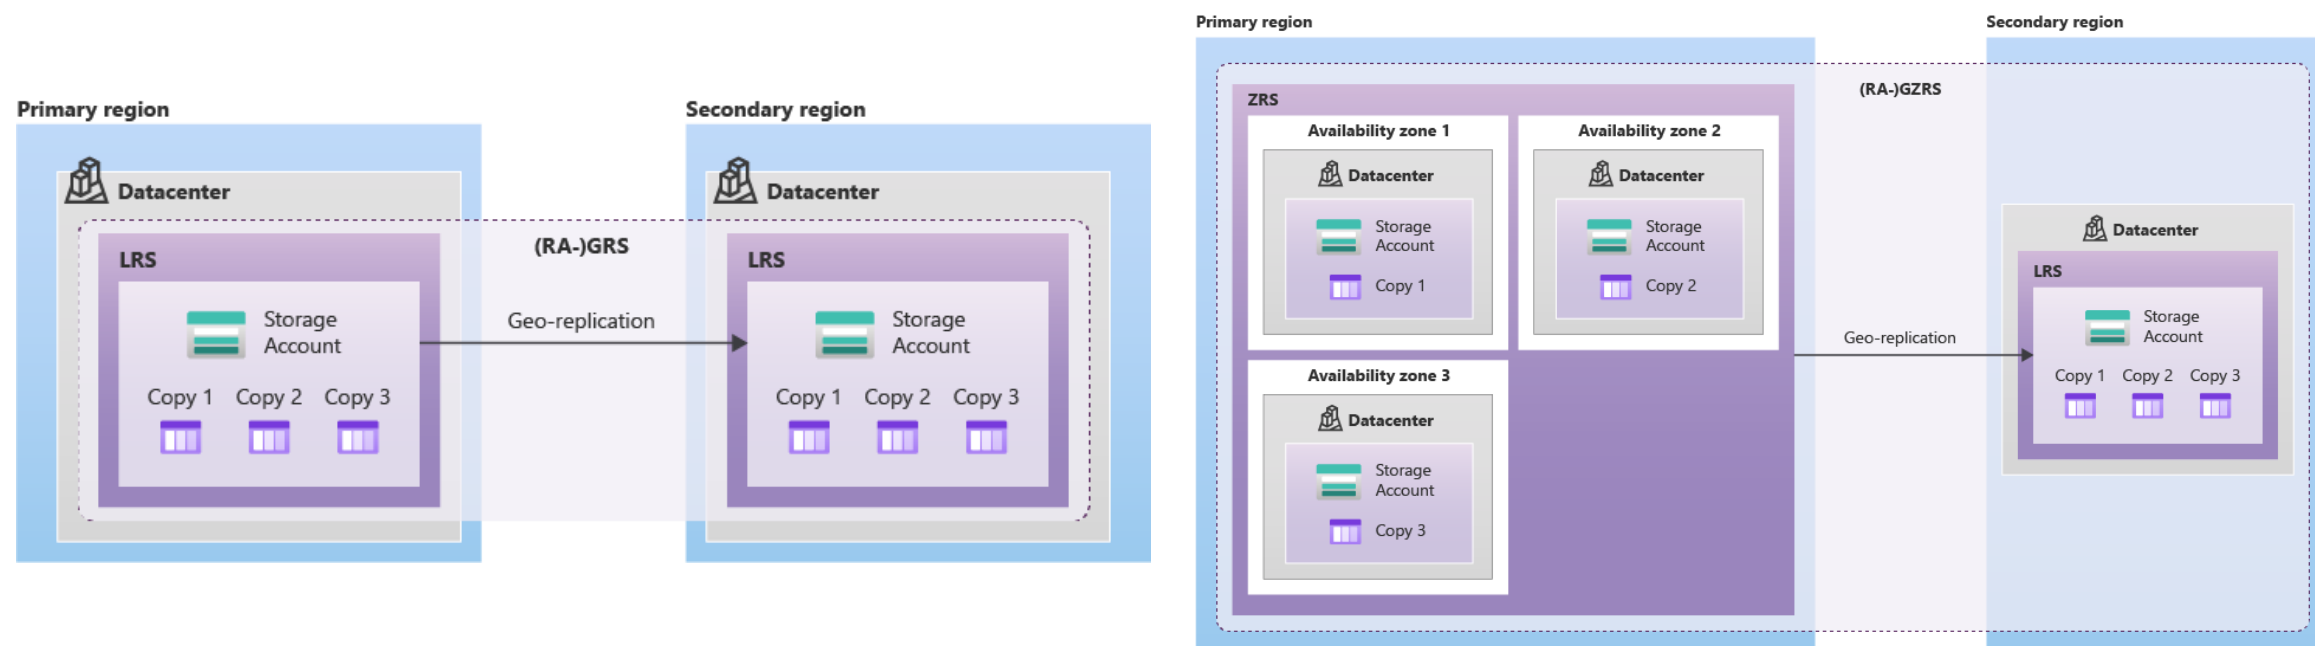 Primary region
Secondary region
Datacenter
Datacenter
(RA-)GRS
LRS
LRS
Storage
Account
Geo-replication
Storage
Account
Copy 1 Copy 2 Copy 3
Copy 1 Copy 2 Copy 3
Primary region
Secondary region
(RA-)GZRS
ZRS
Availability zone 1
Datacenter
Storage
Account
Copy 1
Availability zone 2
Datacenter
Storage
Account
Copy 2
Availability zone 3
Datacenter
Storage
Account
Copy 3
Geo-replication
Datacenter
LRS
Storage
Account
Copy 1 Copy 2 Copy 3